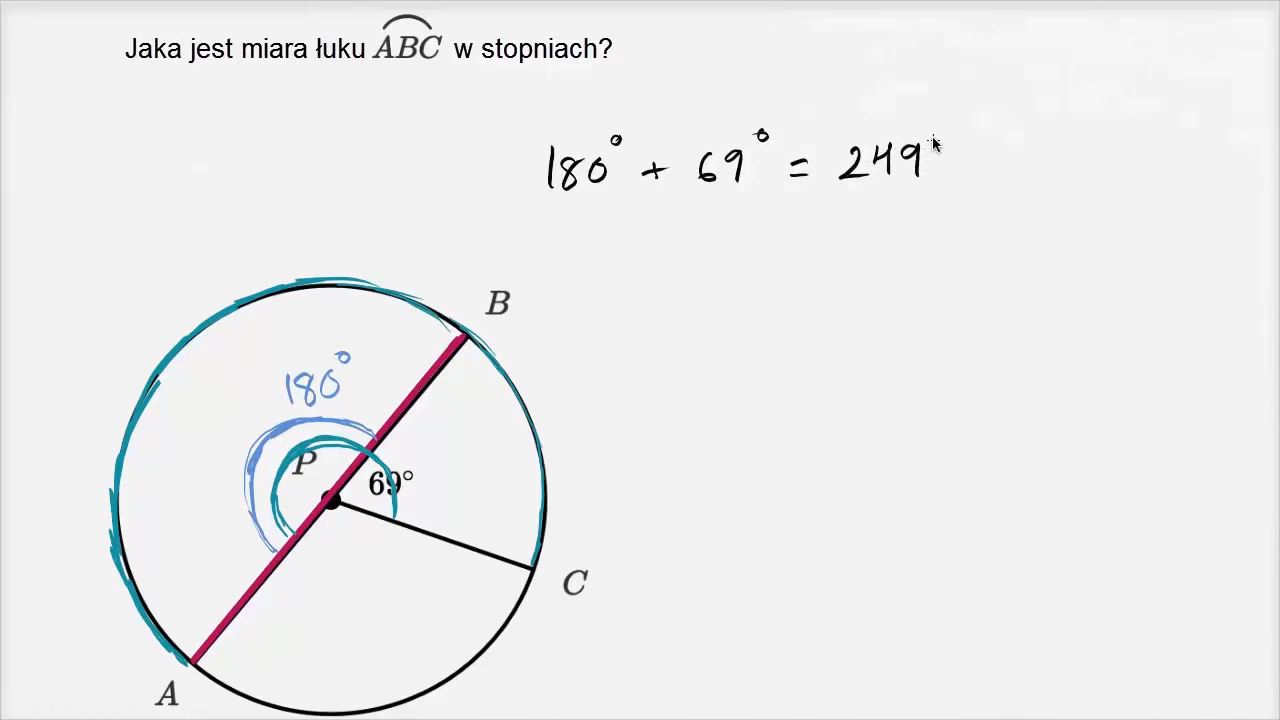 Jaka jest miara łuku ABC w stopniach?
180° + 69° = 249
B
180°
P
69°
C
A